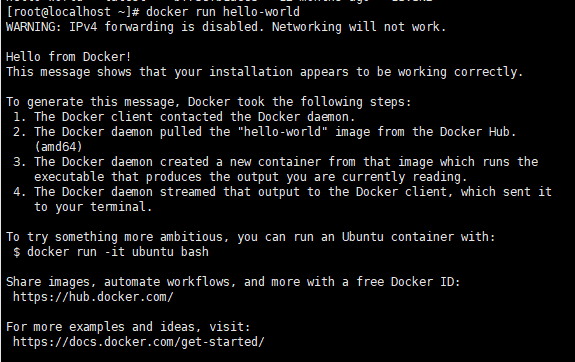 [root@localhost ~]# docker run hello-world
WARNING: IPv4 forwarding is disabled. Networking will not work.

Hello from Docker!
This message shows that your installation appears to be working correctly.

To generate this message, Docker took the following steps:
 1. The Docker client contacted the Docker daemon.
 2. The Docker daemon pulled the "hello-world" image from the Docker Hub.
    (amd64)
 3. The Docker daemon created a new container from that image which runs the
    executable that produces the output you are currently reading.
 4. The Docker daemon streamed that output to the Docker client, which sent it
    to your terminal.

To try something more ambitious, you can run an Ubuntu container with:
 $ docker run -it ubuntu bash

Share images, automate workflows, and more with a free Docker ID:
 https://hub.docker.com/

For more examples and ideas, visit:
 https://docs.docker.com/get-started/